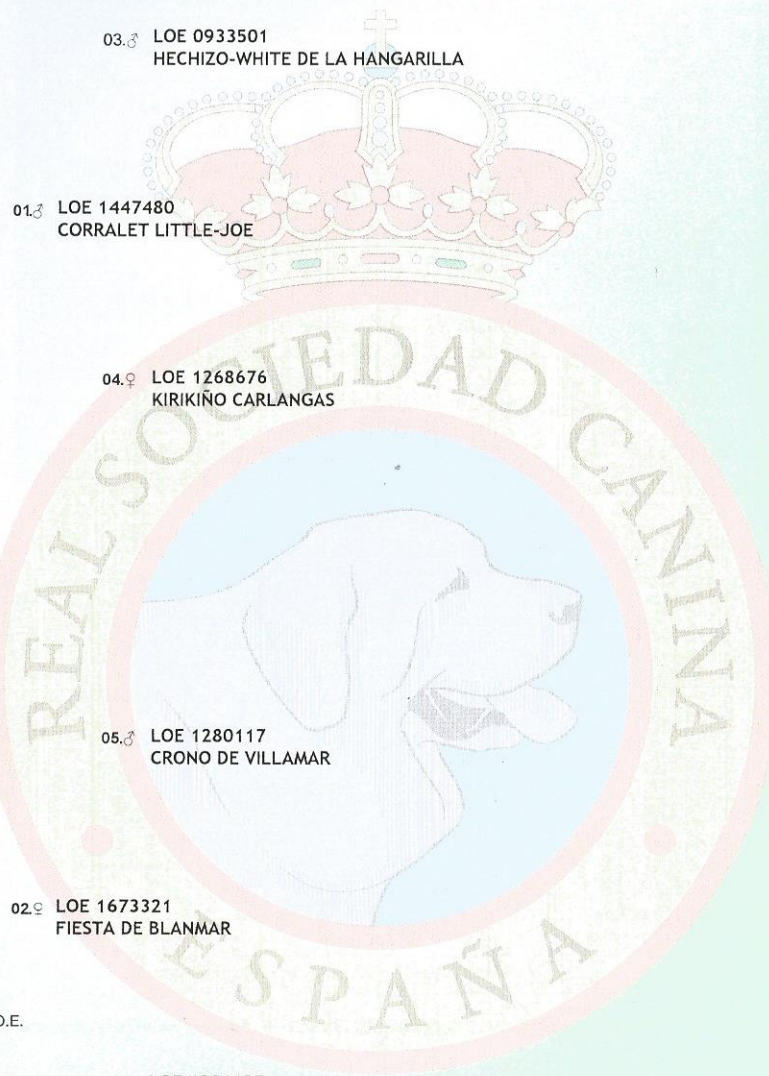 03.♂ LOE 0933501
HECHIZO-WHITE DE LA HANGARILLA
01.♂ LOE 1447480
CORRALET LITTLE-JOE
04.♀ LOE 1268676
KIRIKIÑO CARLANGAS
REAL SOCIEDAD CANINA
05.♂ LOE 1280117
CRONO DE VILLAMAR
02.♀ LOE 1673321
FIESTA DE BLANMAR
ESPAÑA
O.E.